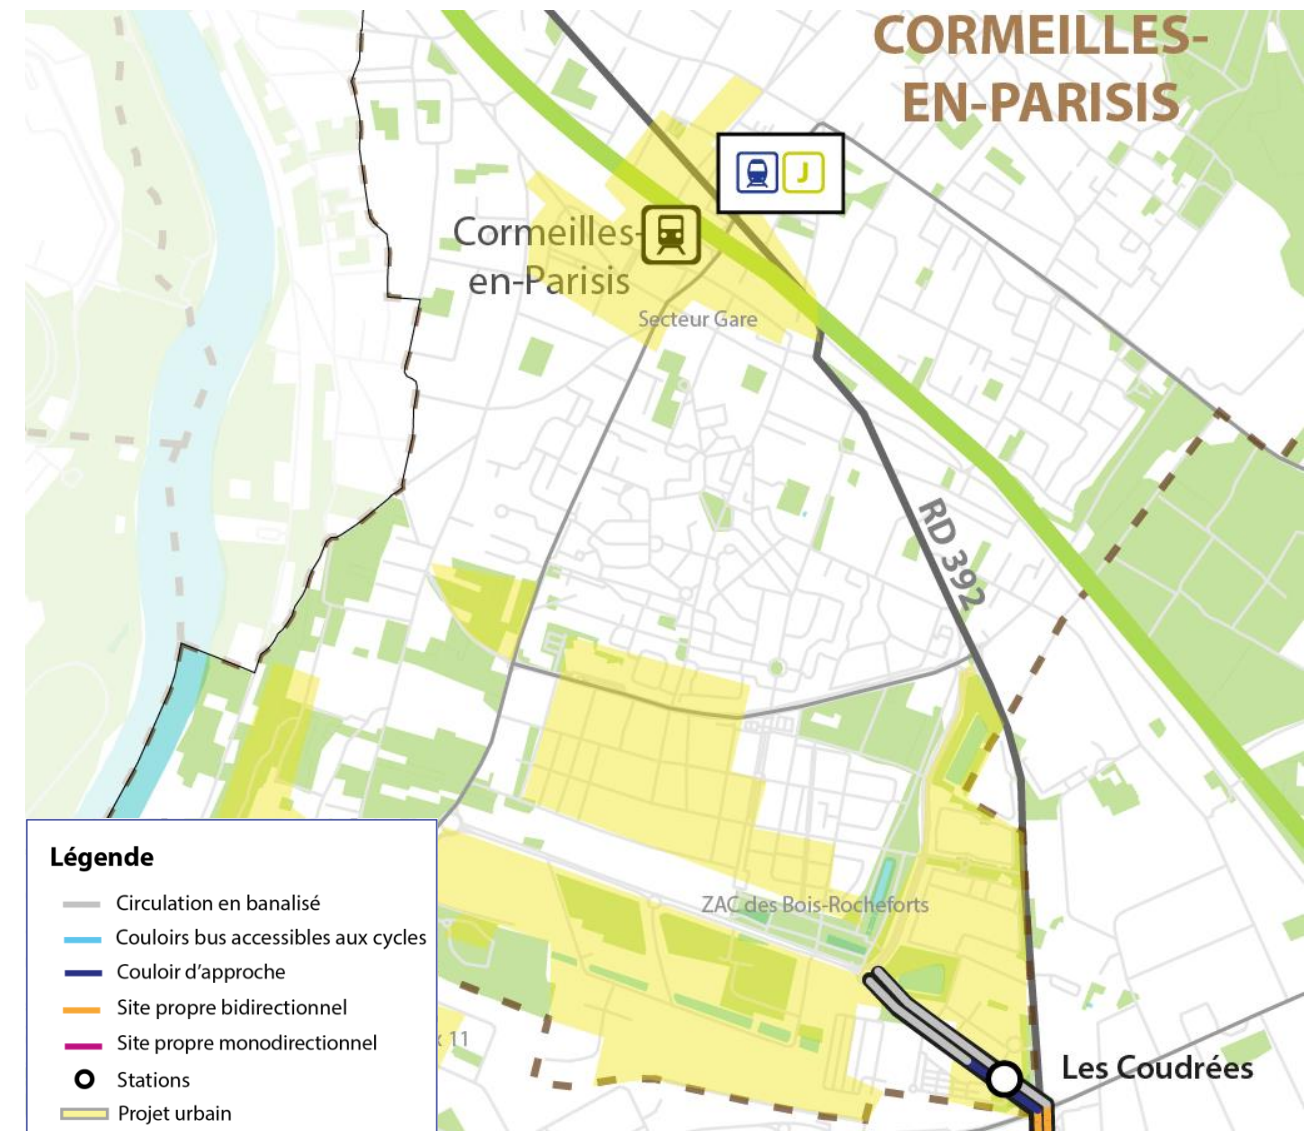 CORMEILLES-
EN-PARISIS
J
Cormeilles-
en-Parisis
Secteur Gare
RD 392
ZAC des Bois-Rocheforts
11
Les Coudrées
Légende
Circulation en banalisé
Couloirs bus accessibles aux cycles
Couloir d'approche
Site propre bidirectionnel
Site propre monodirectionnel
Stations
Projet urbain